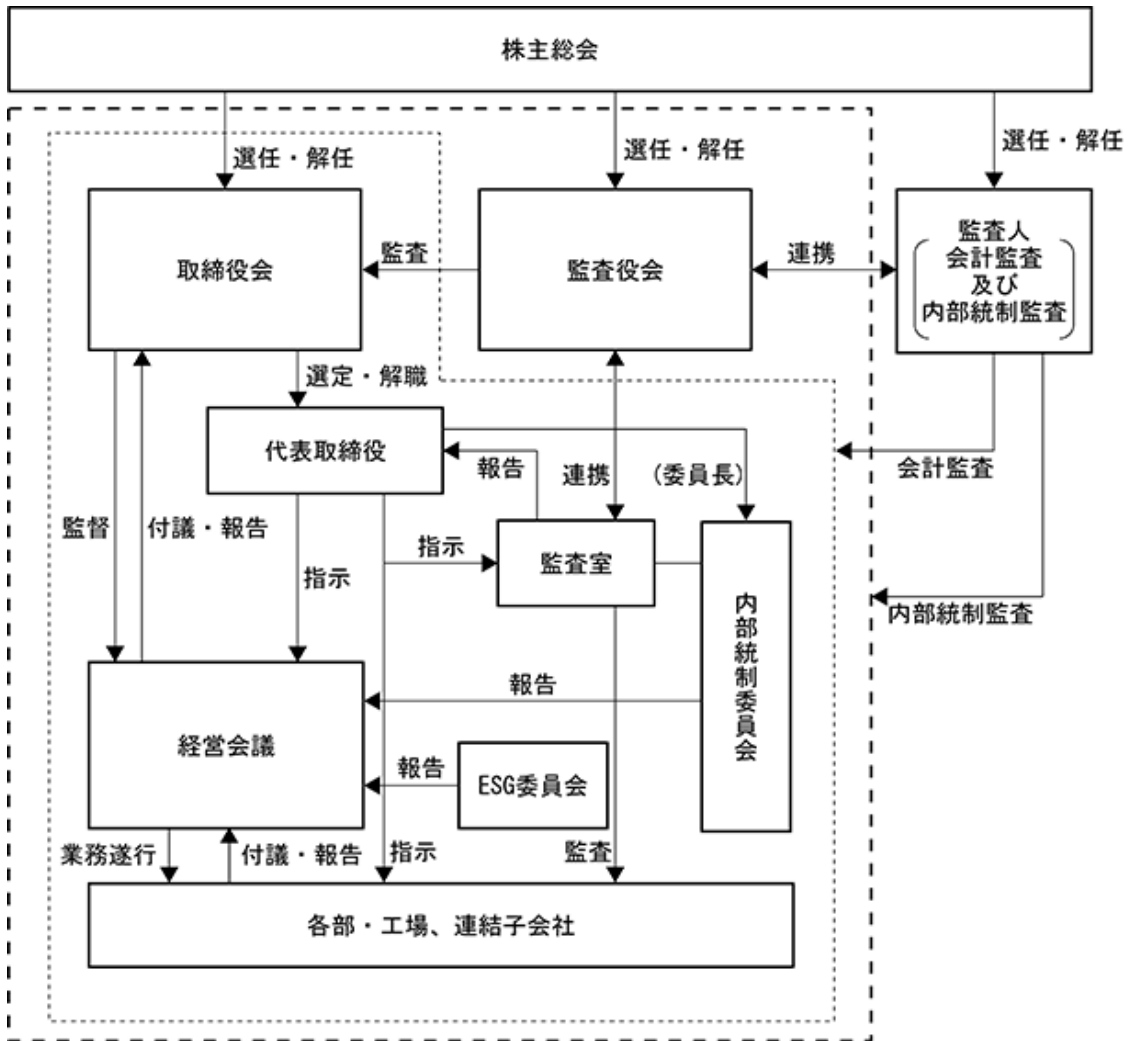 株主総会
選任・解任
選任・解任
選任・解任
取締役会
監査
監査役会
連携
監査人
会計監査
及び
内部統制監査
選定・解職
代表取締役
報告
連携
(委員長)
会計監査
監督
付議・報告
指示
指示
監査室
内部統制委員会
内部統制監査
報告
経営会議
報告
ESG委員会
業務遂行
付議・報告
指示
監査
各部・工場、連結子会社